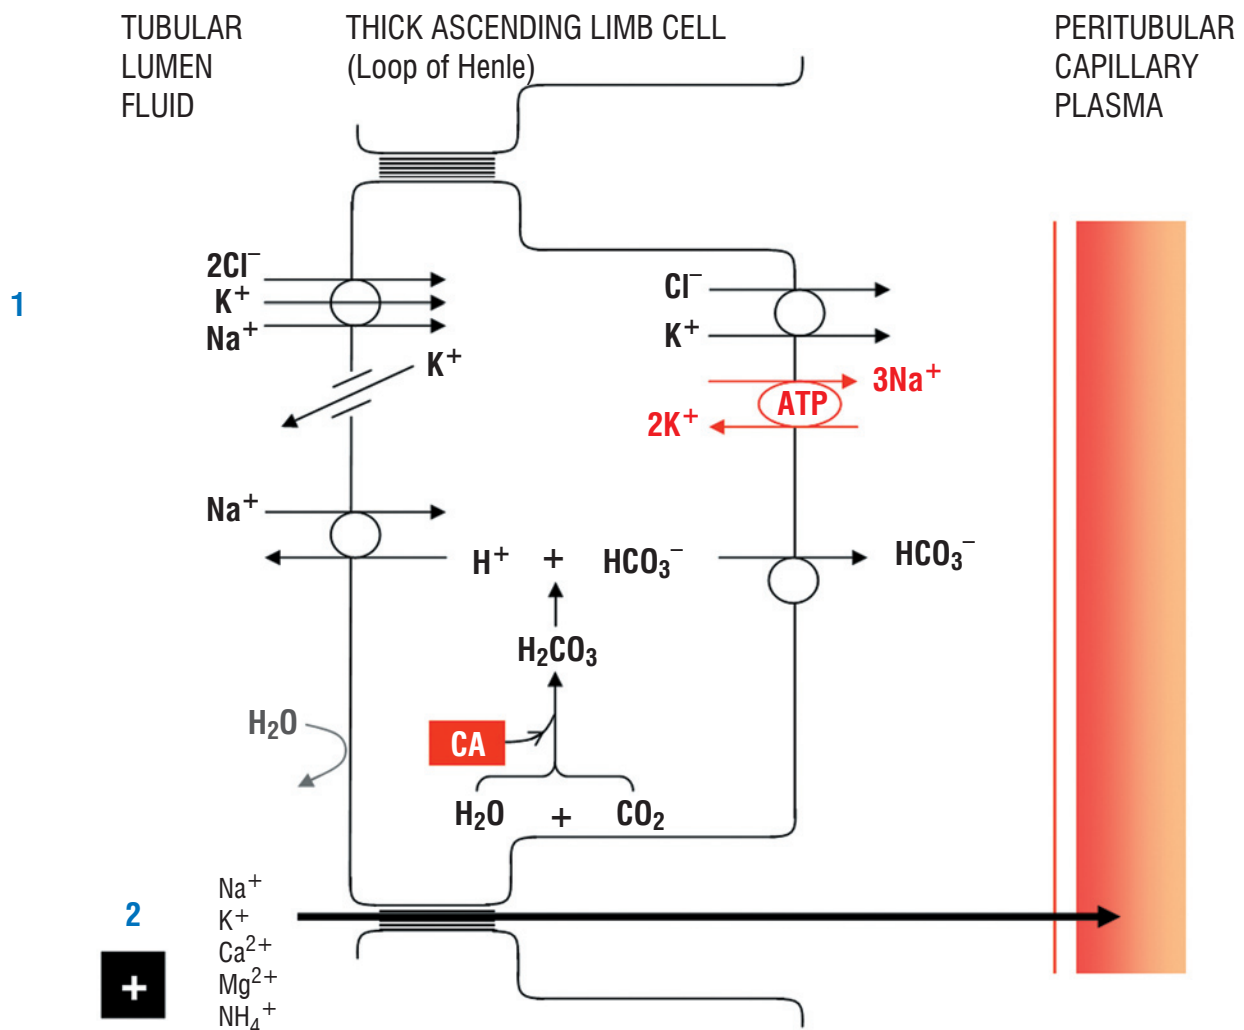 TUBULAR
LUMEN
FLUID
THICK ASCENDING LIMB CELL
(Loop of Henle)
PERITUBULAR
CAPILLARY
PLASMA
1
2Cl⁻
K⁺
Na⁺
K⁺
Cl⁻
K⁺
3Na⁺
ATP
2K⁺
Na⁺
H⁺ + HCO₃⁻
HCO₃⁻
H₂CO₃
H₂O
CA
H₂O + CO₂
2
+
Na⁺
K⁺
Ca²⁺
Mg²⁺
NH₄⁺